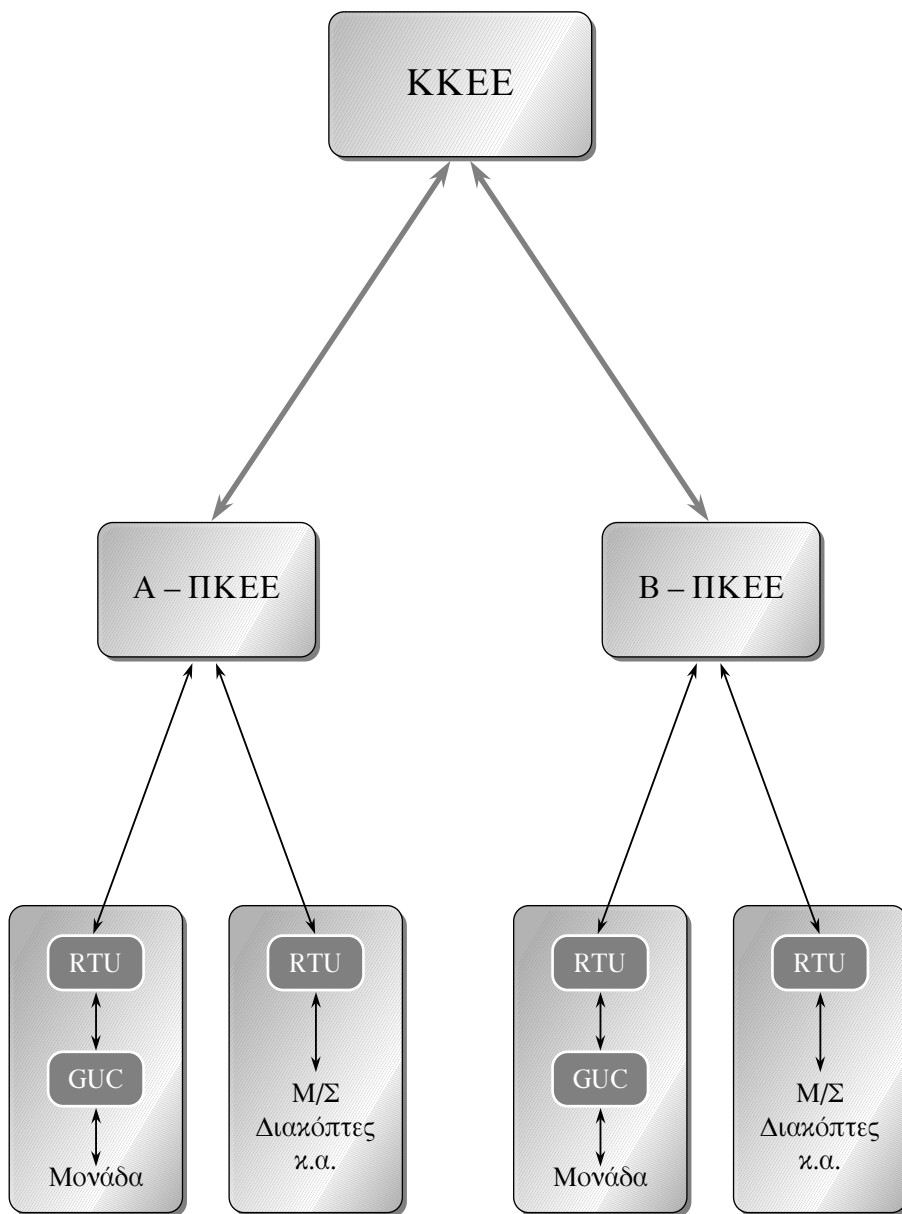 ΚΚΕΕ
Α – ΠΚΕΕ
Β – ΠΚΕΕ
RTU
GUC
Μονάδα
RTU
Μ/Σ
Διακόπτες
κ.α.
RTU
GUC
Μονάδα
RTU
Μ/Σ
Διακόπτες
κ.α.